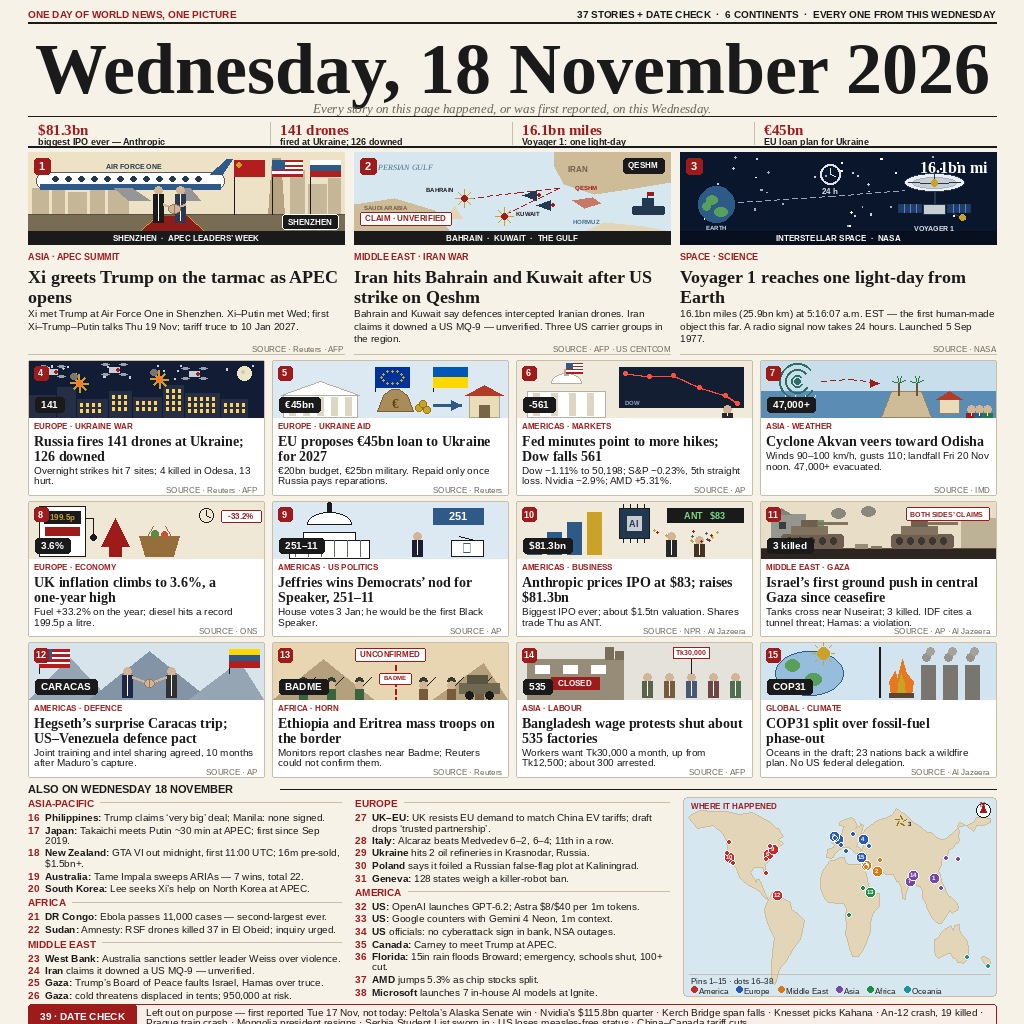 ONE DAY OF WORLD NEWS, ONE PICTURE
37 STORIES + DATE CHECK · 6 CONTINENTS · EVERY ONE FROM THIS WEDNESDAY
Wednesday, 18 November 2026
Every story on this page happened, or was first reported, on this Wednesday.
$81.3bn
biggest IPO ever — Anthropic
141 drones
fired at Ukraine; 126 downed
16.1bn miles
Voyager 1: one light-day
€45bn
EU loan plan for Ukraine
1
AIR FORCE ONE
SHENZHEN
SHENZHEN · APEC LEADERS' WEEK
ASIA · APEC SUMMIT
Xi greets Trump on the tarmac as APEC
opens
Xi met Trump at Air Force One in Shenzhen. Xi–Putin met Wed; first
Xi–Trump–Putin talks Thu 19 Nov; tariff truce to 10 Jan 2027.
SOURCE · Reuters · AFP
2
PERSIAN GULF
IRAN
QESHM
BAHRAIN
QESHM
SAUDI ARABIA
KUWAIT
CLAIM · UNVERIFIED
HORMUZ
BAHRAIN · KUWAIT · THE GULF
MIDDLE EAST · IRAN WAR
Iran hits Bahrain and Kuwait after US
strike on Qeshm
Bahrain and Kuwait say defences intercepted Iranian drones. Iran
claims it downed a US MQ-9 — unverified. Three US carrier groups in
the region.
SOURCE · AFP · US CENTCOM
3
16.1bn mi
24 h
EARTH
VOYAGER 1
INTERSTELLAR SPACE · NASA
SPACE · SCIENCE
Voyager 1 reaches one light-day from
Earth
16.1bn miles (25.9bn km) at 5:16:07 a.m. EST — the first human-made
object this far. A radio signal now takes 24 hours. Launched 5 Sep
1977.
SOURCE · NASA
4
141
EUROPE · UKRAINE WAR
Russia fires 141 drones at Ukraine;
126 downed
Overnight strikes hit 7 sites; 4 killed in Odesa, 13
hurt.
SOURCE · Reuters · AFP
5
€45bn
€
EUROPE · UKRAINE AID
EU proposes €45bn loan to Ukraine
for 2027
€20bn budget, €25bn military. Repaid only once
Russia pays reparations.
SOURCE · Reuters
6
-561
DOW
AMERICAS · MARKETS
Fed minutes point to more hikes;
Dow falls 561
Dow −1.11% to 50,198; S&P −0.23%, 5th straight
loss. Nvidia −2.9%; AMD +5.31%.
SOURCE · AP
7
47,000+
ASIA · WEATHER
Cyclone Akvan veers toward Odisha
Winds 90–100 km/h, gusts 110; landfall Fri 20 Nov
noon. 47,000+ evacuated.
SOURCE · IMD
8
199.5p
-33.2%
3.6%
EUROPE · ECONOMY
UK inflation climbs to 3.6%, a
one-year high
Fuel +33.2% on the year; diesel hits a record
199.5p a litre.
SOURCE · ONS
9
251
251–11
AMERICAS · US POLITICS
Jeffries wins Democrats' nod for
Speaker, 251–11
House votes 3 Jan; he would be the first Black
Speaker.
SOURCE · AP
10
AI
ANT $83
$81.3bn
AMERICAS · BUSINESS
Anthropic prices IPO at $83; raises
$81.3bn
Biggest IPO ever; about $1.5tn valuation. Shares
trade Thu as ANT.
SOURCE · NPR · Al Jazeera
11
BOTH SIDES' CLAIMS
3 killed
MIDDLE EAST · GAZA
Israel's first ground push in central
Gaza since ceasefire
Tanks cross near Nuseirat; 3 killed. IDF cites a
tunnel threat; Hamas: a violation.
SOURCE · AP · Al Jazeera
12
CARACAS
AMERICAS · DEFENCE
Hegseth's surprise Caracas trip;
US–Venezuela defence pact
Joint training and intel sharing agreed, 10 months
after Maduro's capture.
SOURCE · AP
13
UNCONFIRMED
BADME
BADME
AFRICA · HORN
Ethiopia and Eritrea mass troops on
the border
Monitors report clashes near Badme; Reuters
could not confirm them.
SOURCE · Reuters
14
Tk30,000
CLOSED
535
ASIA · LABOUR
Bangladesh wage protests shut about
535 factories
Workers want Tk30,000 a month, up from
Tk12,500; about 300 arrested.
SOURCE · AFP
15
COP31
GLOBAL · CLIMATE
COP31 split over fossil-fuel
phase-out
Oceans in the draft; 23 nations back a wildfire
plan. No US federal delegation.
SOURCE · AP
ALSO ON WEDNESDAY 18 NOVEMBER
ASIA-PACIFIC
16 Philippines: Trump claims 'very big' deal; Manila: none signed.
17 Japan: Takaichi meets Putin ~30 min at APEC; first since Sep
2019.
18 New Zealand: GTA VI out midnight, first 11:00 UTC; 16m pre-sold,
$1.5bn+.
19 Australia: Tame Impala sweeps ARIAs — 7 wins, total 22.
20 South Korea: Lee seeks Xi's help on North Korea at APEC.
AFRICA
21 DR Congo: Ebola passes 11,000 cases — second-largest ever.
22 Sudan: Amnesty: RSF drones killed 37 in El Obeid; inquiry urged.
MIDDLE EAST
23 West Bank: Australia sanctions settler leader Weiss over violence.
24 Iran claims it downed a US MQ-9 — unverified.
25 Gaza: Trump's Board of Peace faults Israel, Hamas over truce.
26 Gaza: cold threatens displaced in tents; 950,000 at risk.
EUROPE
27 UK–EU: UK resists EU demand to match China EV tariffs; draft
drops 'trusted partnership'.
28 Italy: Alcaraz beats Medvedev 6–2, 6–4; 11th in a row.
29 Ukraine hits 2 oil refineries in Krasnodar, Russia.
30 Poland says it foiled a Russian false-flag plot at Kaliningrad.
31 Geneva: 128 states weigh a killer-robot ban.
AMERICA
32 US: OpenAI launches GPT-6.2; Astra $8/$40 per 1m tokens.
33 US: Google counters with Gemini 4 Neon, 1m context.
34 US officials: no cyberattack sign in bank, NSA outages.
35 Canada: Carney to meet Trump at APEC.
36 Florida: 15in rain floods Broward; emergency, schools shut, 100+
cut.
37 AMD jumps 5.3% as chip stocks split.
38 Microsoft launches 7 in-house AI models at Ignite.
WHERE IT HAPPENED
Pins 1–15 · dots 16–38
America Europe Middle East Asia Africa Oceania
39 · DATE CHECK
Left out on purpose — first reported Tue 17 Nov, not today: Peltola's Alaska Senate win · Nvidia's $115.8bn quarter · Kerch Bridge span falls · Knesset picks Kahana · An-12 crash, 19 killed ·
Prague train crash · Mongolia president resigns · Serbia Student List sworn in · US loses measles-free status · China–Canada tariff cuts